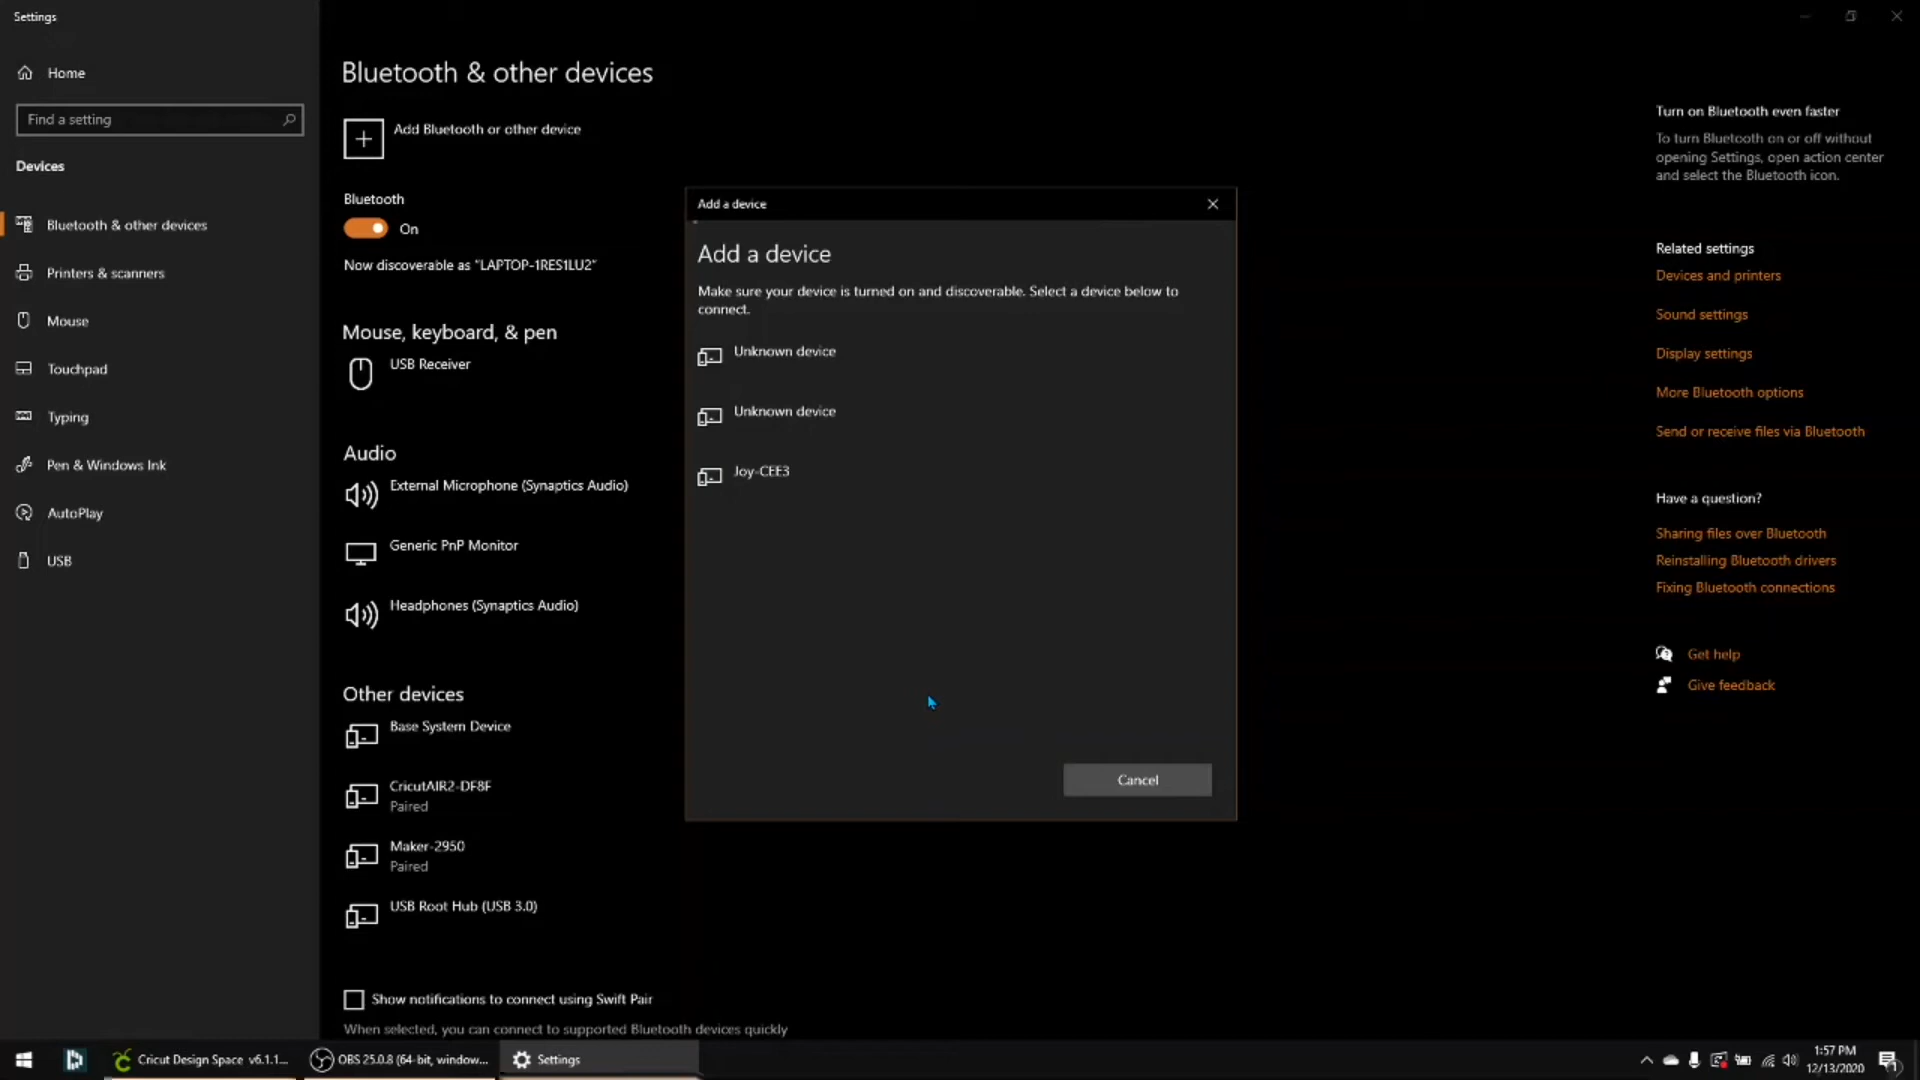 Settings
Home
Find a setting
Devices
Bluetooth & other devices
Printers & scanners
Mouse
Touchpad
Typing
Pen & Windows Ink
AutoPlay
USB
Bluetooth & other devices
Add Bluetooth or other device
Bluetooth
On
Now discoverable as "LAPTOP-1RES1LU2"
Mouse, keyboard, & pen
USB Receiver
Audio
External Microphone (Synaptics Audio)
Generic PnP Monitor
Headphones (Synaptics Audio)
Other devices
Base System Device
CricutAIR2-DF8F
Paired
Maker-2950
Paired
USB Root Hub (USB 3.0)
Show notifications to connect using Swift Pair
When selected, you can connect to supported Bluetooth devices quickly
Add a device
Add a device
Make sure your device is turned on and discoverable. Select a device below to
connect.
Unknown device
Unknown device
Joy-CEE3
Cancel
Turn on Bluetooth even faster
To turn Bluetooth on or off without
opening Settings, open action center
and select the Bluetooth icon.
Related settings
Devices and printers
Sound settings
Display settings
More Bluetooth options
Send or receive files via Bluetooth
Have a question?
Sharing files over Bluetooth
Reinstalling Bluetooth drivers
Fixing Bluetooth connections
Get help
Give feedback
Cricut Design Space v6.1.1...
OBS 25.0.8 (64-bit, window...
Settings
1:57 PM
12/13/2020
1